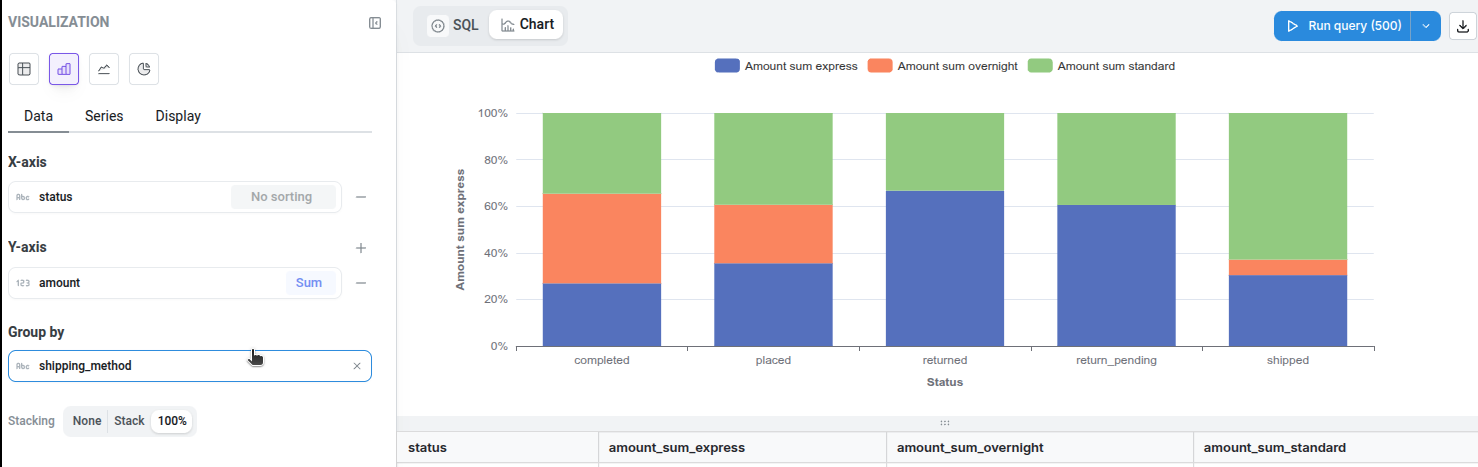 VISUALIZATION
Data Series Display
X-axis
Abc status No sorting
Y-axis
123 amount Sum
Group by
Abc shipping_method
Stacking None Stack 100%
SQL Chart Run query (500)
Amount sum express Amount sum overnight Amount sum standard
Amount sum express
100%
80%
60%
40%
20%
0%
completed placed returned return_pending shipped
Status
status amount_sum_express amount_sum_overnight amount_sum_standard